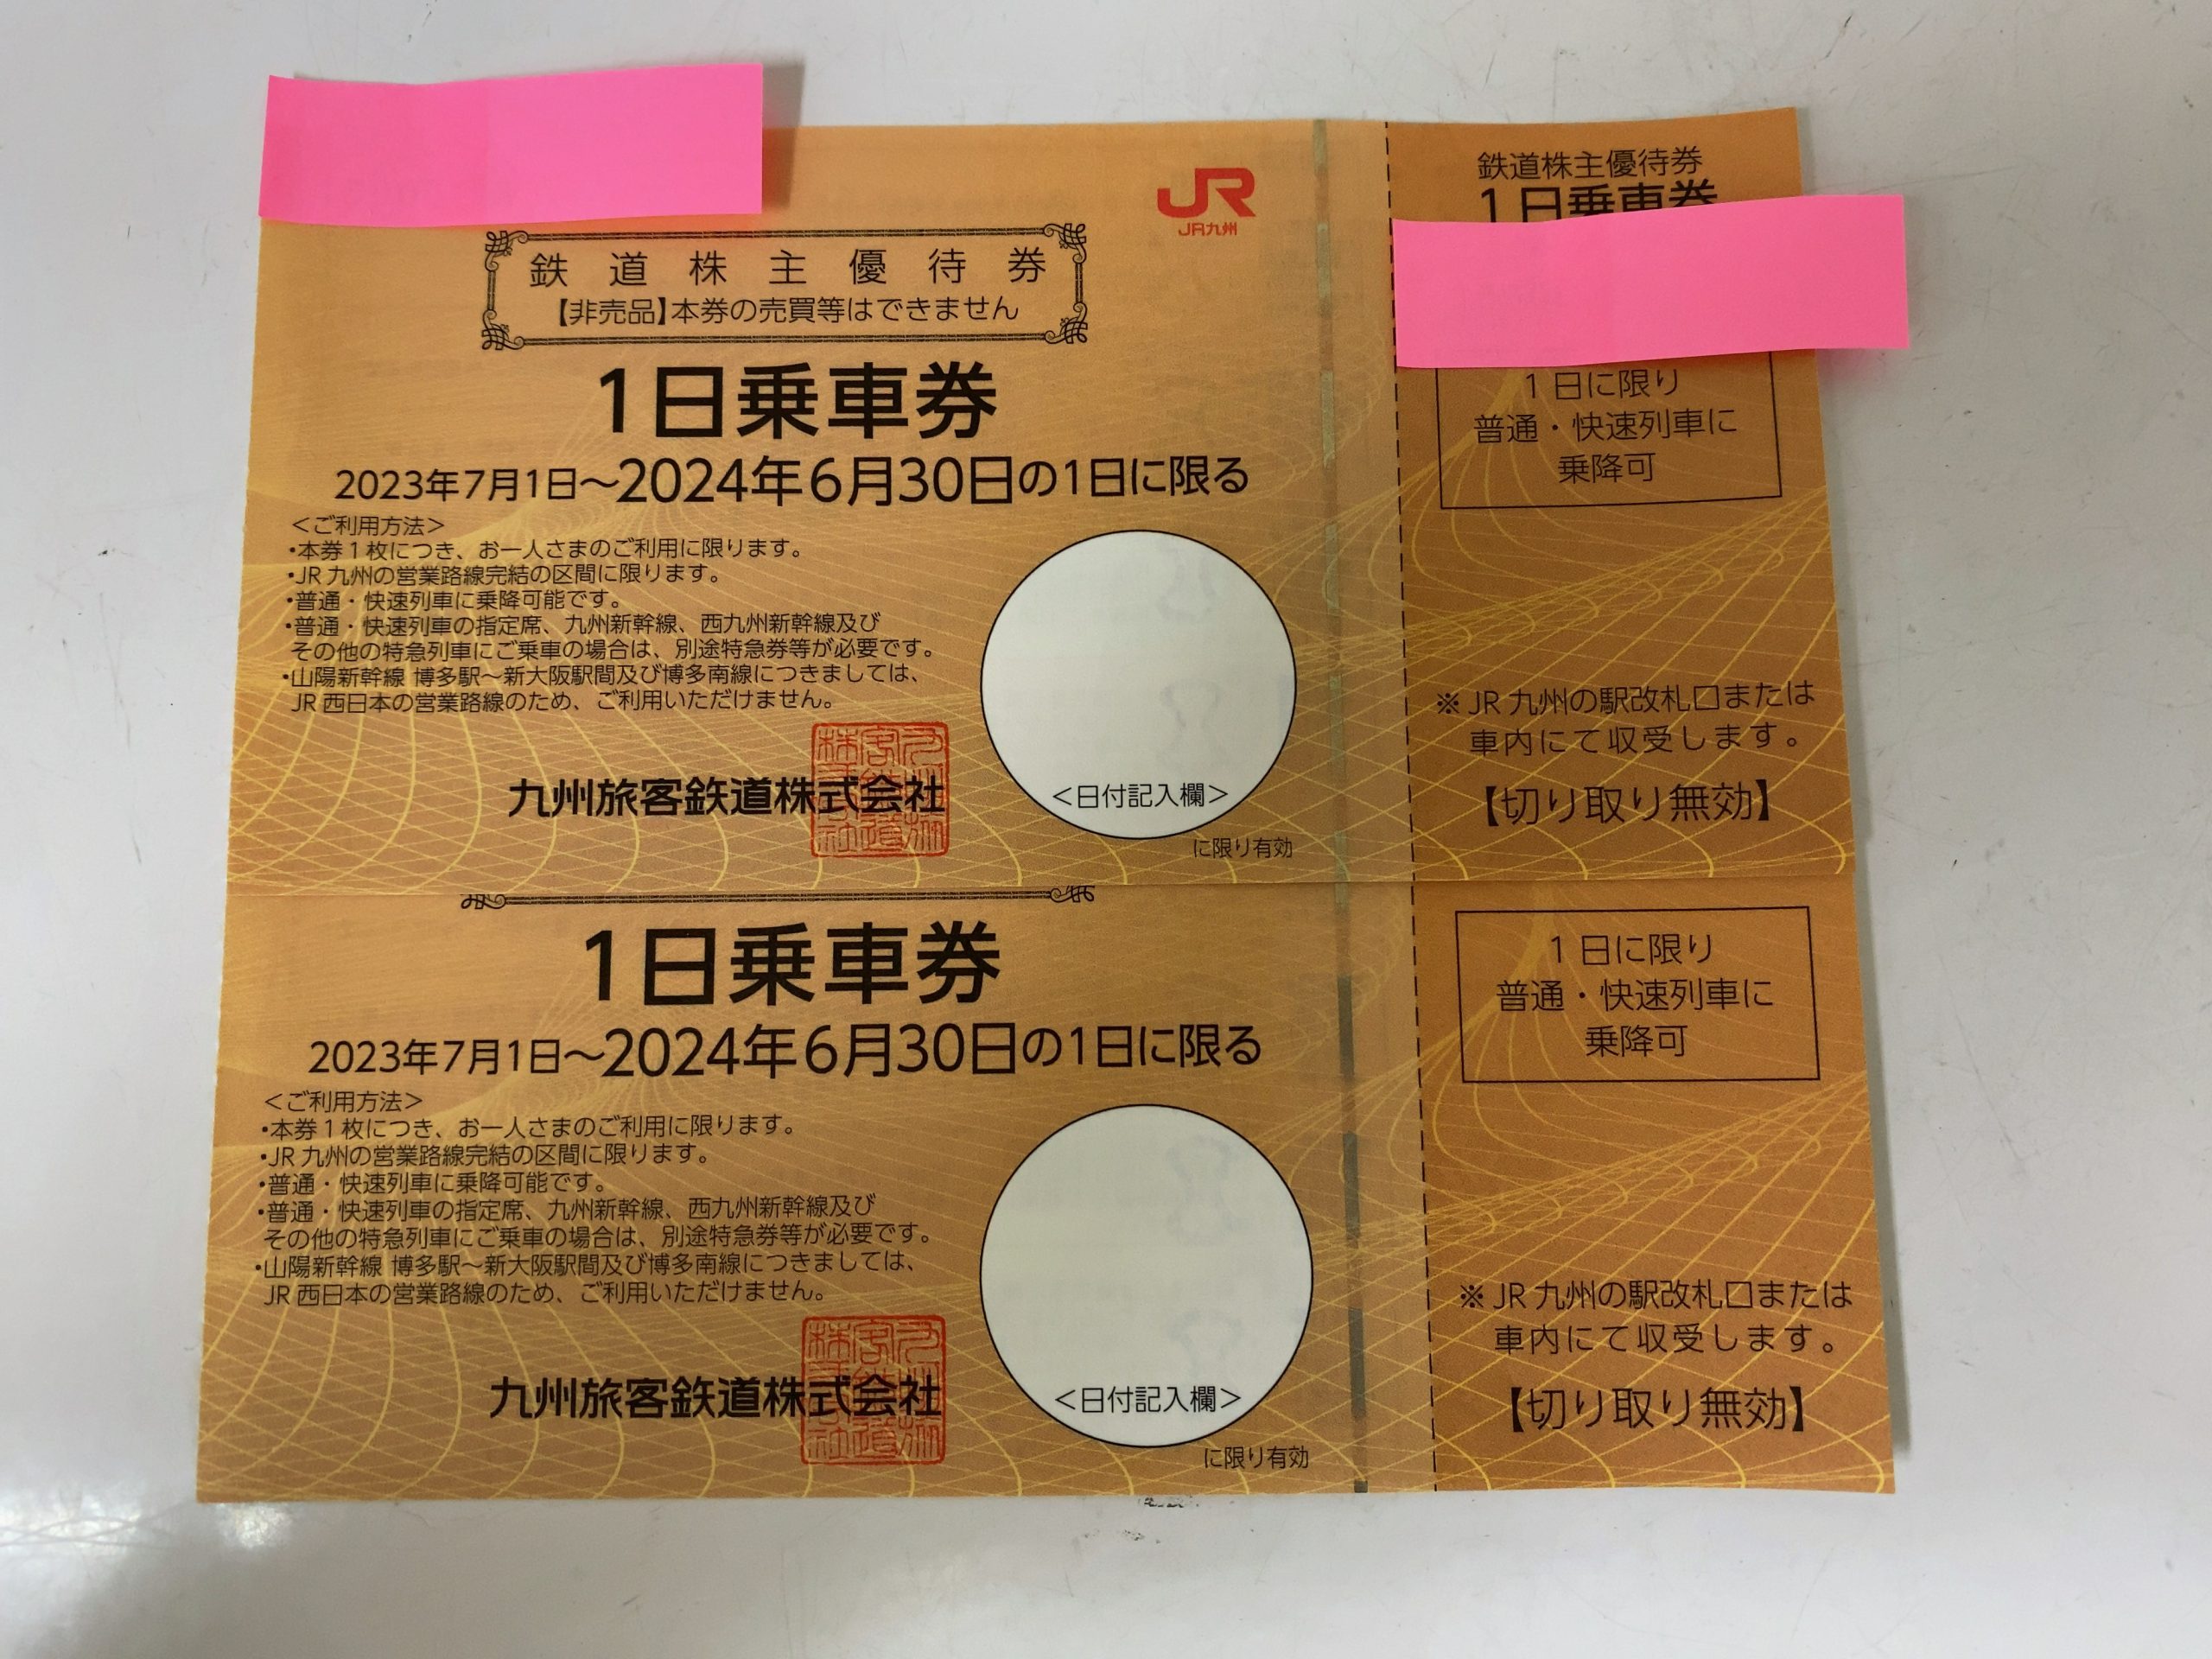 JR
JR九州
鉄道株主優待券
【非売品】本券の売買等はできません
1日乗車券
2023年7月1日～2024年6月30日の1日に限る
＜ご利用方法＞
・本券1枚につき、お一人さまのご利用に限ります。
・JR九州の営業路線完結の区間に限ります。
・普通・快速列車に乗降可能です。
・普通・快速列車の指定席、九州新幹線、西九州新幹線及び
その他の特急列車にご乗車の場合は、別途特急券等が必要です。
・山陽新幹線 博多駅～新大阪駅間及び博多南線につきましては、
JR西日本の営業路線のため、ご利用いただけません。
九州旅客鉄道株式会社
＜日付記入欄＞
に限り有効
鉄道株主優待券
1日乗車券
1日に限り
普通・快速列車に
乗降可
※JR九州の駅改札口または
車内にて収受します。
【切り取り無効】
1日乗車券
2023年7月1日～2024年6月30日の1日に限る
＜ご利用方法＞
・本券1枚につき、お一人さまのご利用に限ります。
・JR九州の営業路線完結の区間に限ります。
・普通・快速列車に乗降可能です。
・普通・快速列車の指定席、九州新幹線、西九州新幹線及び
その他の特急列車にご乗車の場合は、別途特急券等が必要です。
・山陽新幹線 博多駅～新大阪駅間及び博多南線につきましては、
JR西日本の営業路線のため、ご利用いただけません。
九州旅客鉄道株式会社
＜日付記入欄＞
に限り有効
1日に限り
普通・快速列車に
乗降可
※JR九州の駅改札口または
車内にて収受します。
【切り取り無効】